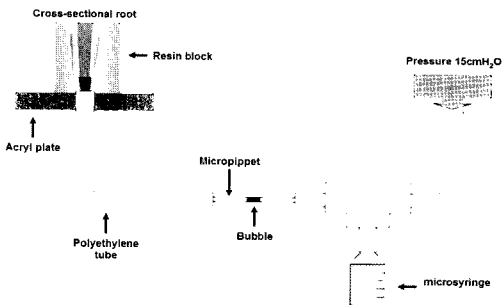 Cross-sectional root
Resin block
Pressure 15cmH₂O
Acryl plate
Micropippet
Bubble
Polyethylene
tube
microsyringe